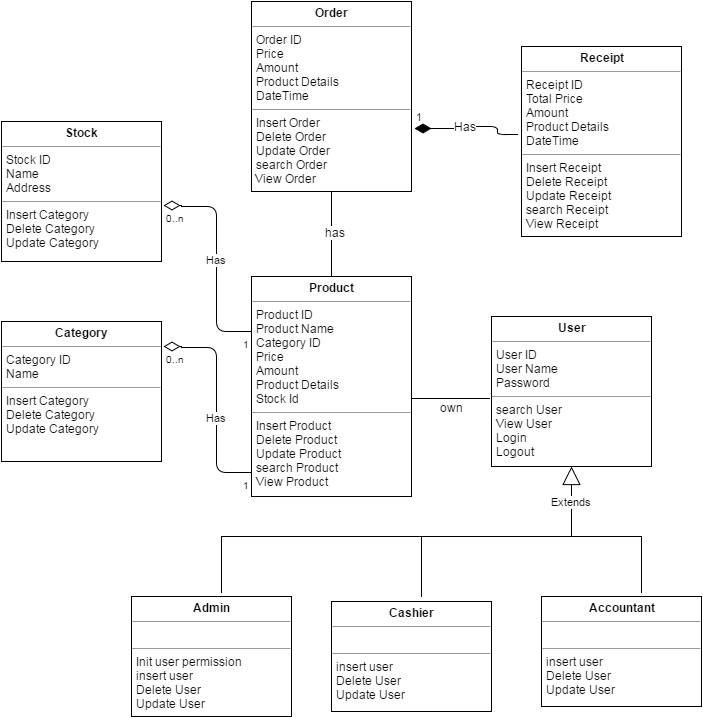 Order
Order ID
Price
Amount
Product Details
DateTime
Insert Order
Delete Order
Update Order
search Order
View Order
1
Has
Receipt
Receipt ID
Total Price
Amount
Product Details
DateTime
Insert Receipt
Delete Receipt
Update Receipt
search Receipt
View Receipt
Stock
Stock ID
Name
Address
Insert Category
Delete Category
Update Category
0..n
Has
1
has
Category
Category ID
Name
Insert Category
Delete Category
Update Category
0..n
Has
1
Product
Product ID
Product Name
Category ID
Price
Amount
Product Details
Stock Id
Insert Product
Delete Product
Update Product
search Product
View Product
own
User
User ID
User Name
Password
search User
View User
Login
Logout
Extends
Admin
Init user permission
insert user
Delete User
Update User
Cashier
insert user
Delete User
Update User
Accountant
insert user
Delete User
Update User